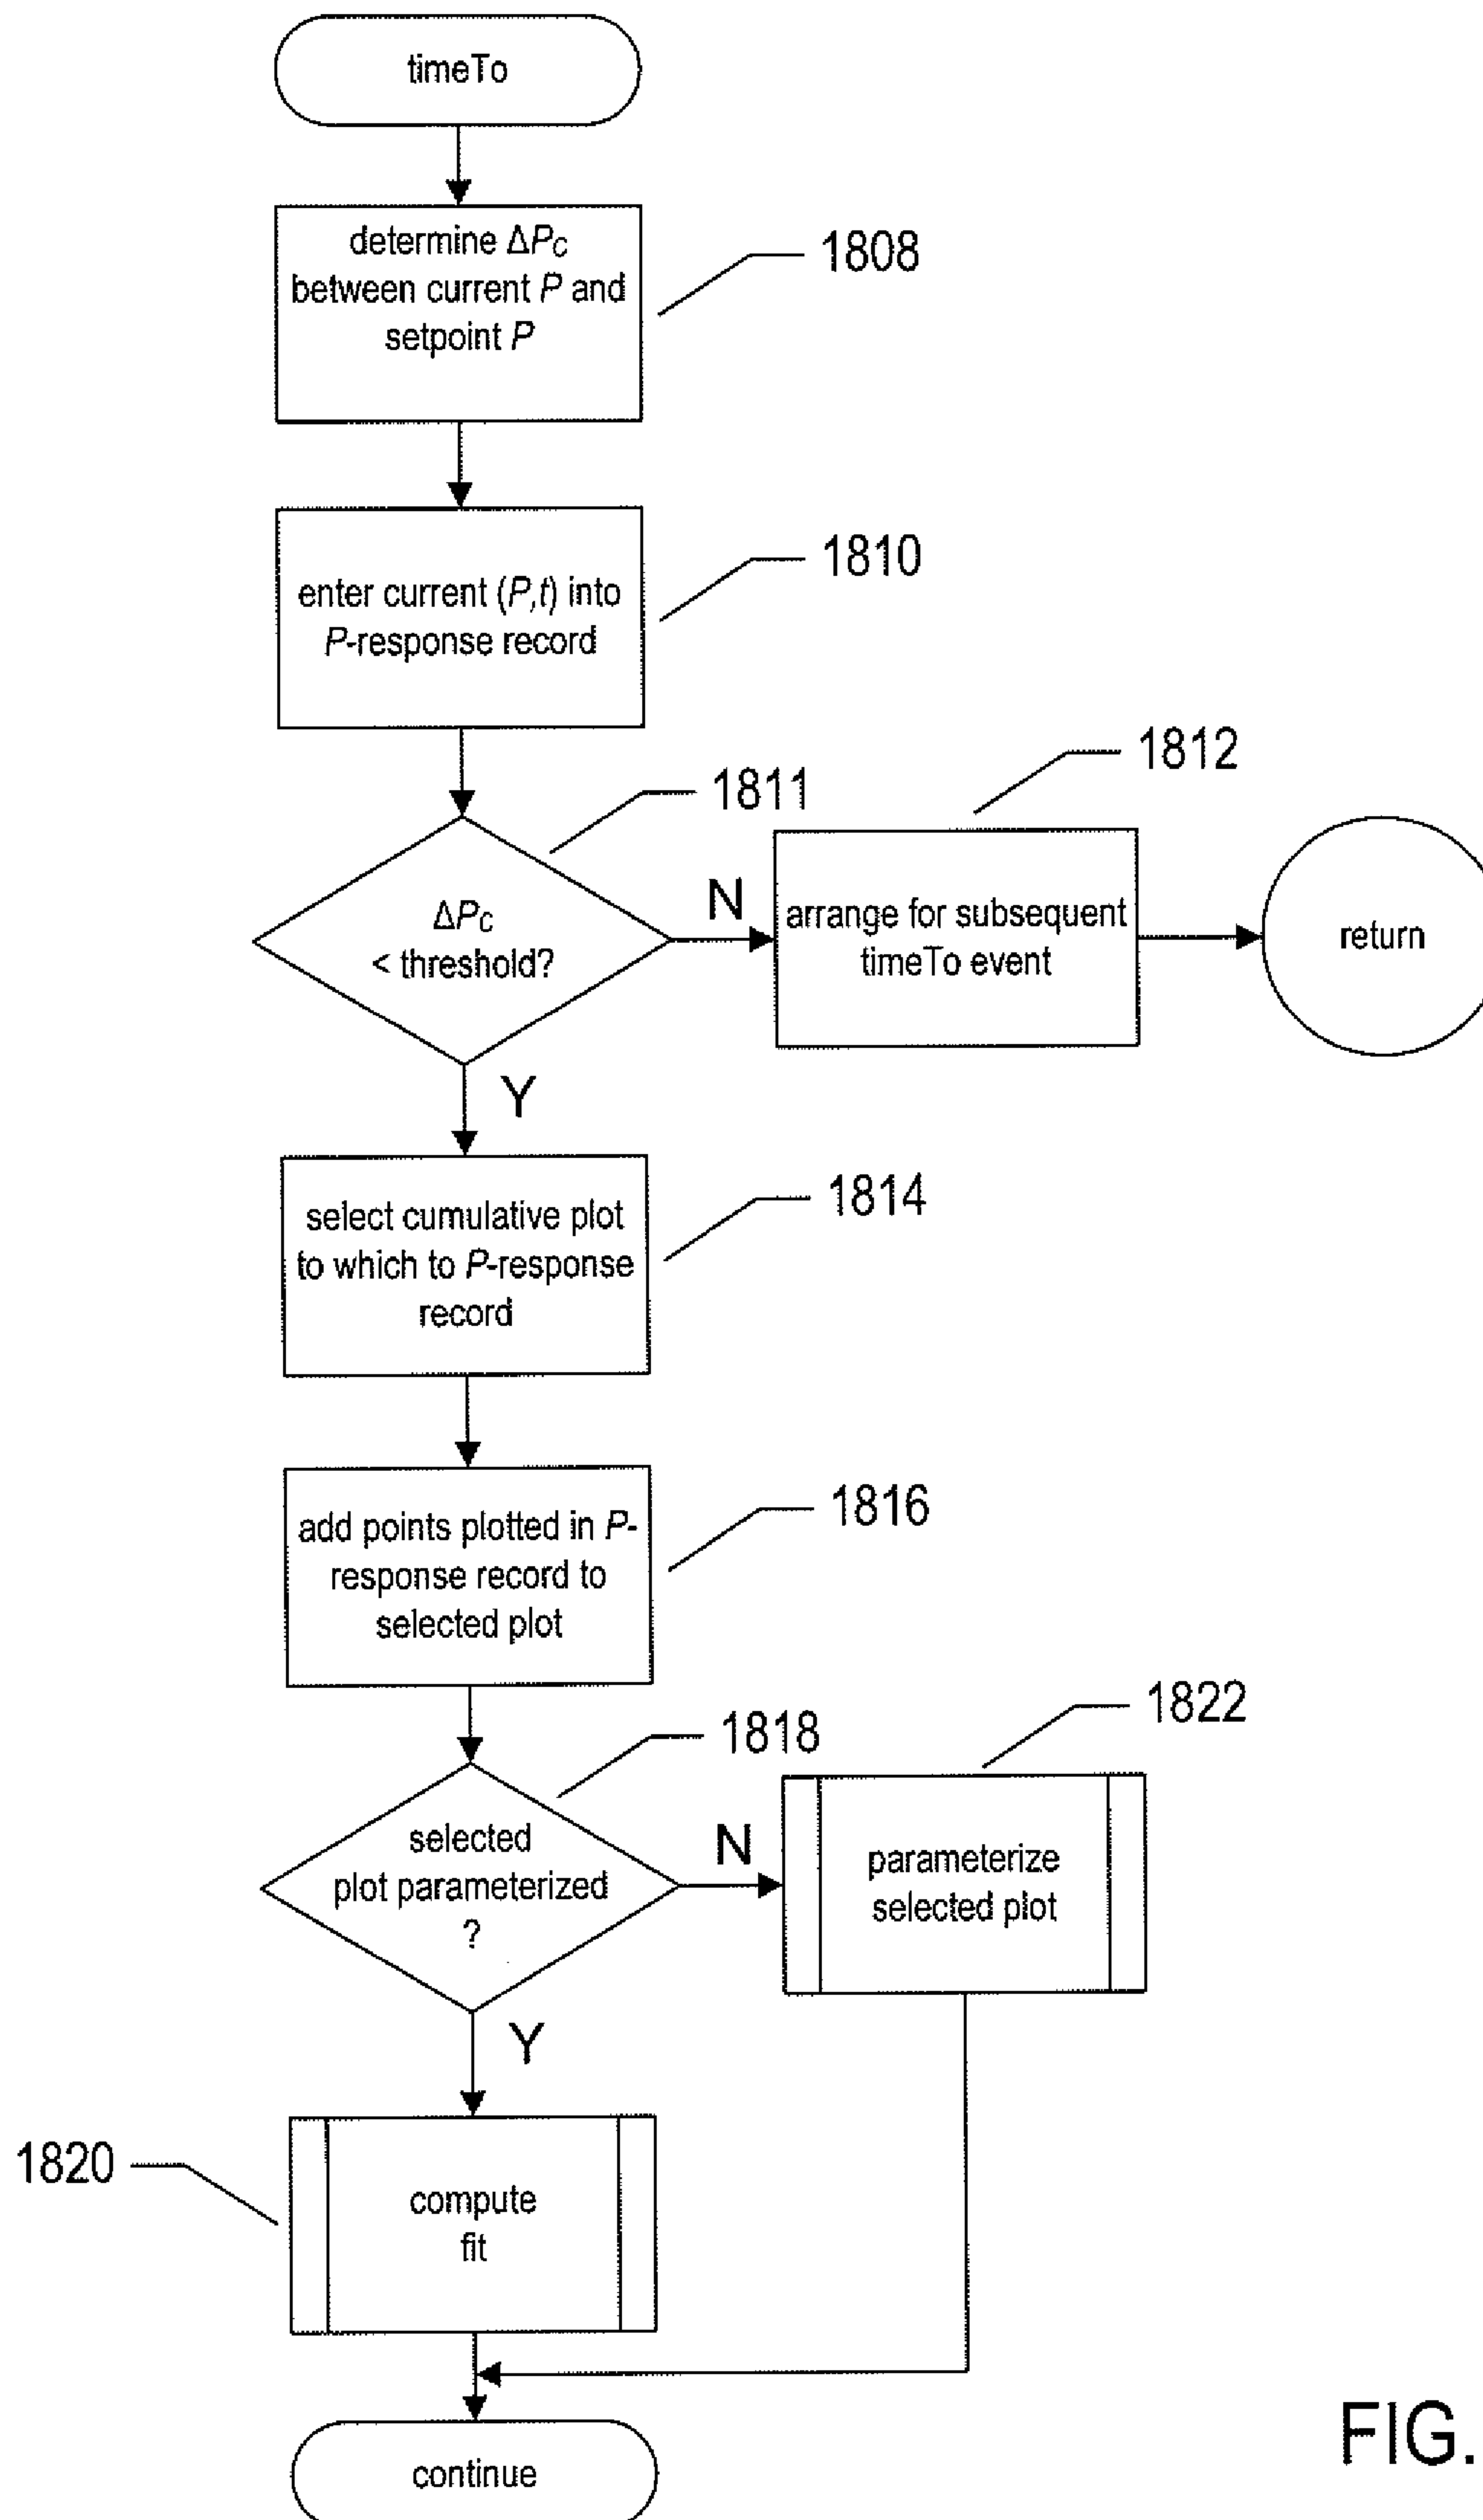 timeTo
determine ΔPC
between current P and
setpoint P
1808
enter current (P,t) into
P-response record
1810
ΔPC
< threshold?
1811
N
arrange for subsequent
timeTo event
1812
return
Y
select cumulative plot
to which to P-response
record
1814
add points plotted in P-
response record to
selected plot
1816
selected
plot parameterized
?
1818
N
parameterize
selected plot
1822
Y
compute
fit
1820
continue
FIG.